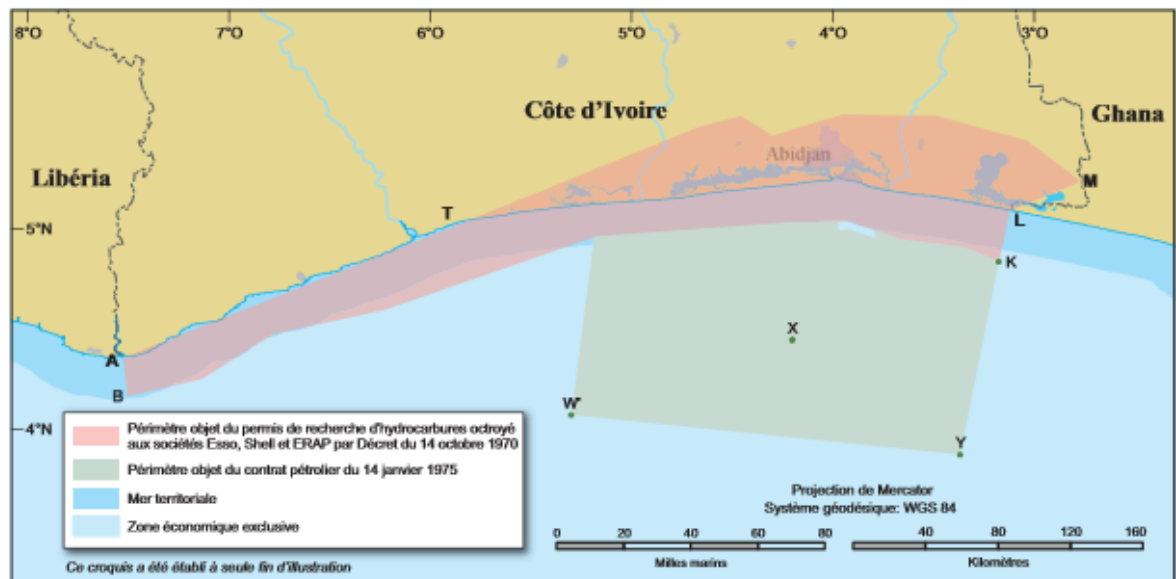 8°O 7°O 6°O 5°O 4°O 3°O
Côte d'Ivoire
Ghana
Abidjan
Libéria
M
T
L
5°N
K
X
A
B
W
4°N
Y
Périmètre objet du permis de recherche d'hydrocarbures octroyé
aux sociétés Esso, Shell et ERAP par Décret du 14 octobre 1970
Périmètre objet du contrat pétrolier du 14 janvier 1975
Mer territoriale
Zone économique exclusive
Projection de Mercator
Système géodésique: WGS 84
0 20 40 60 80
Milles marins
0 40 80 120 160
Kilomètres
Ce croquis a été établi à seule fin d'illustration